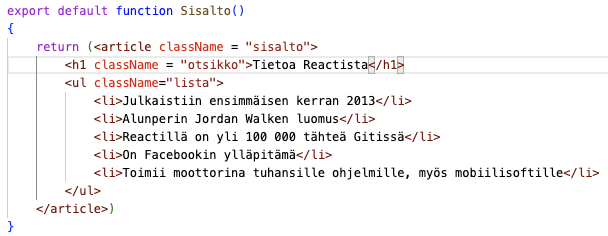 export default function Sisalto()
{
    return (<article className = "sisalto">
        <h1 className = "otsikko">Tietoa Reactista</h1>
        <ul className="lista">
            <li>Julkaistiin ensimmäisen kerran 2013</li>
            <li>Alunperin Jordan Walken luomus</li>
            <li>Reactillä on yli 100 000 tähteä Gitissä</li>
            <li>On Facebookin ylläpitämä</li>
            <li>Toimii moottorina tuhansille ohjelmille, myös mobiilisoftille</li>
        </ul>
    </article>)
}